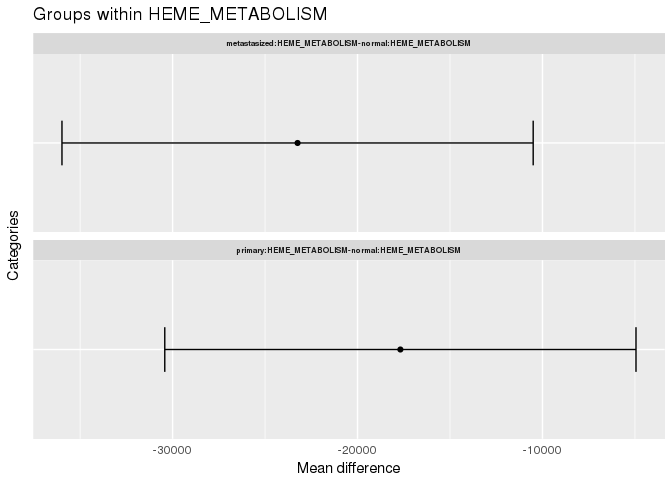 Groups within HEME_METABOLISM
metastasized:HEME_METABOLISM-normal:HEME_METABOLISM
Categories
primary:HEME_METABOLISM-normal:HEME_METABOLISM
-30000
-20000
-10000
Mean difference